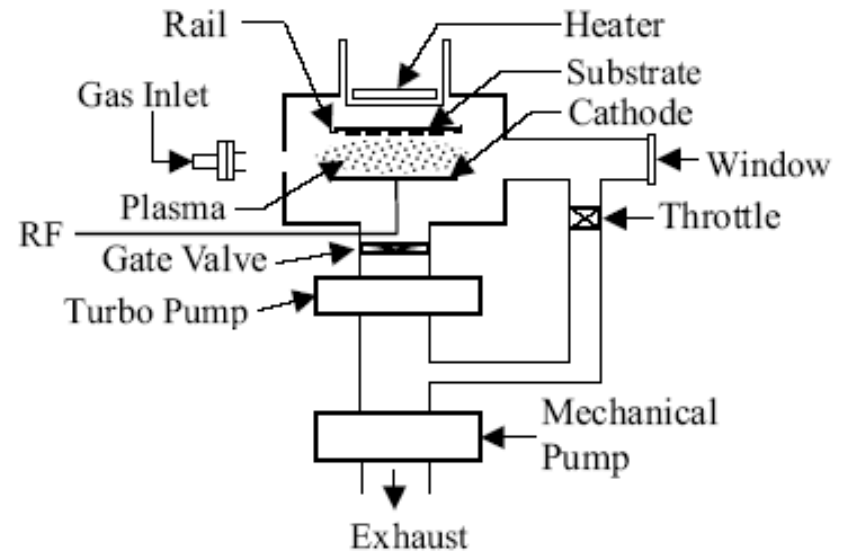 Rail
Heater
Substrate
Gas Inlet
Cathode
Window
Plasma
Throttle
RF
Gate Valve
Turbo Pump
Mechanical
Pump
Exhaust